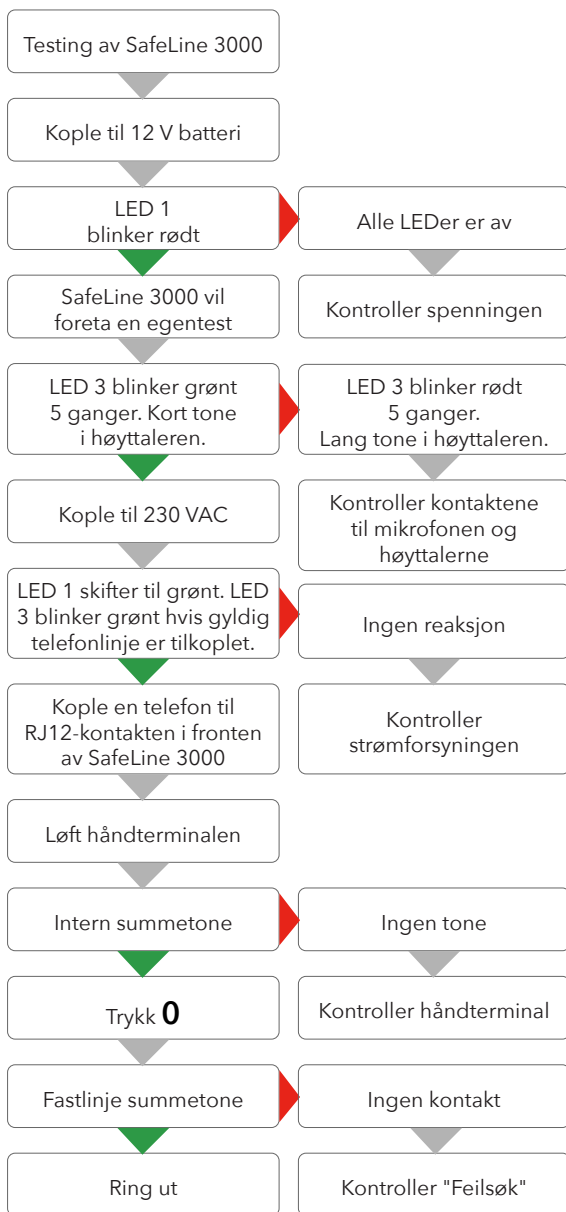 Testing av SafeLine 3000
Kople til 12 V batteri
LED 1
blinker rødt
Alle LEDer er av
SafeLine 3000 vil
foreta en egentest
Kontroller spenningen
LED 3 blinker grønt
5 ganger. Kort tone
i høyttaleren.
LED 3 blinker rødt
5 ganger.
Lang tone i høyttaleren.
Kople til 230 VAC
Kontroller kontaktene
til mikrofonen og
høyttalerne
LED 1 skifter til grønt. LED
3 blinker grønt hvis gyldig
telefonlinje er tilkoplet.
Ingen reaksjon
Kople en telefon til
RJ12-kontakten i fronten
av SafeLine 3000
Kontroller
strømforsyningen
Løft håndterminalen
Intern summetone
Ingen tone
Trykk 0
Kontroller håndterminal
Fastlinje summetone
Ingen kontakt
Ring ut
Kontroller "Feilsøk"